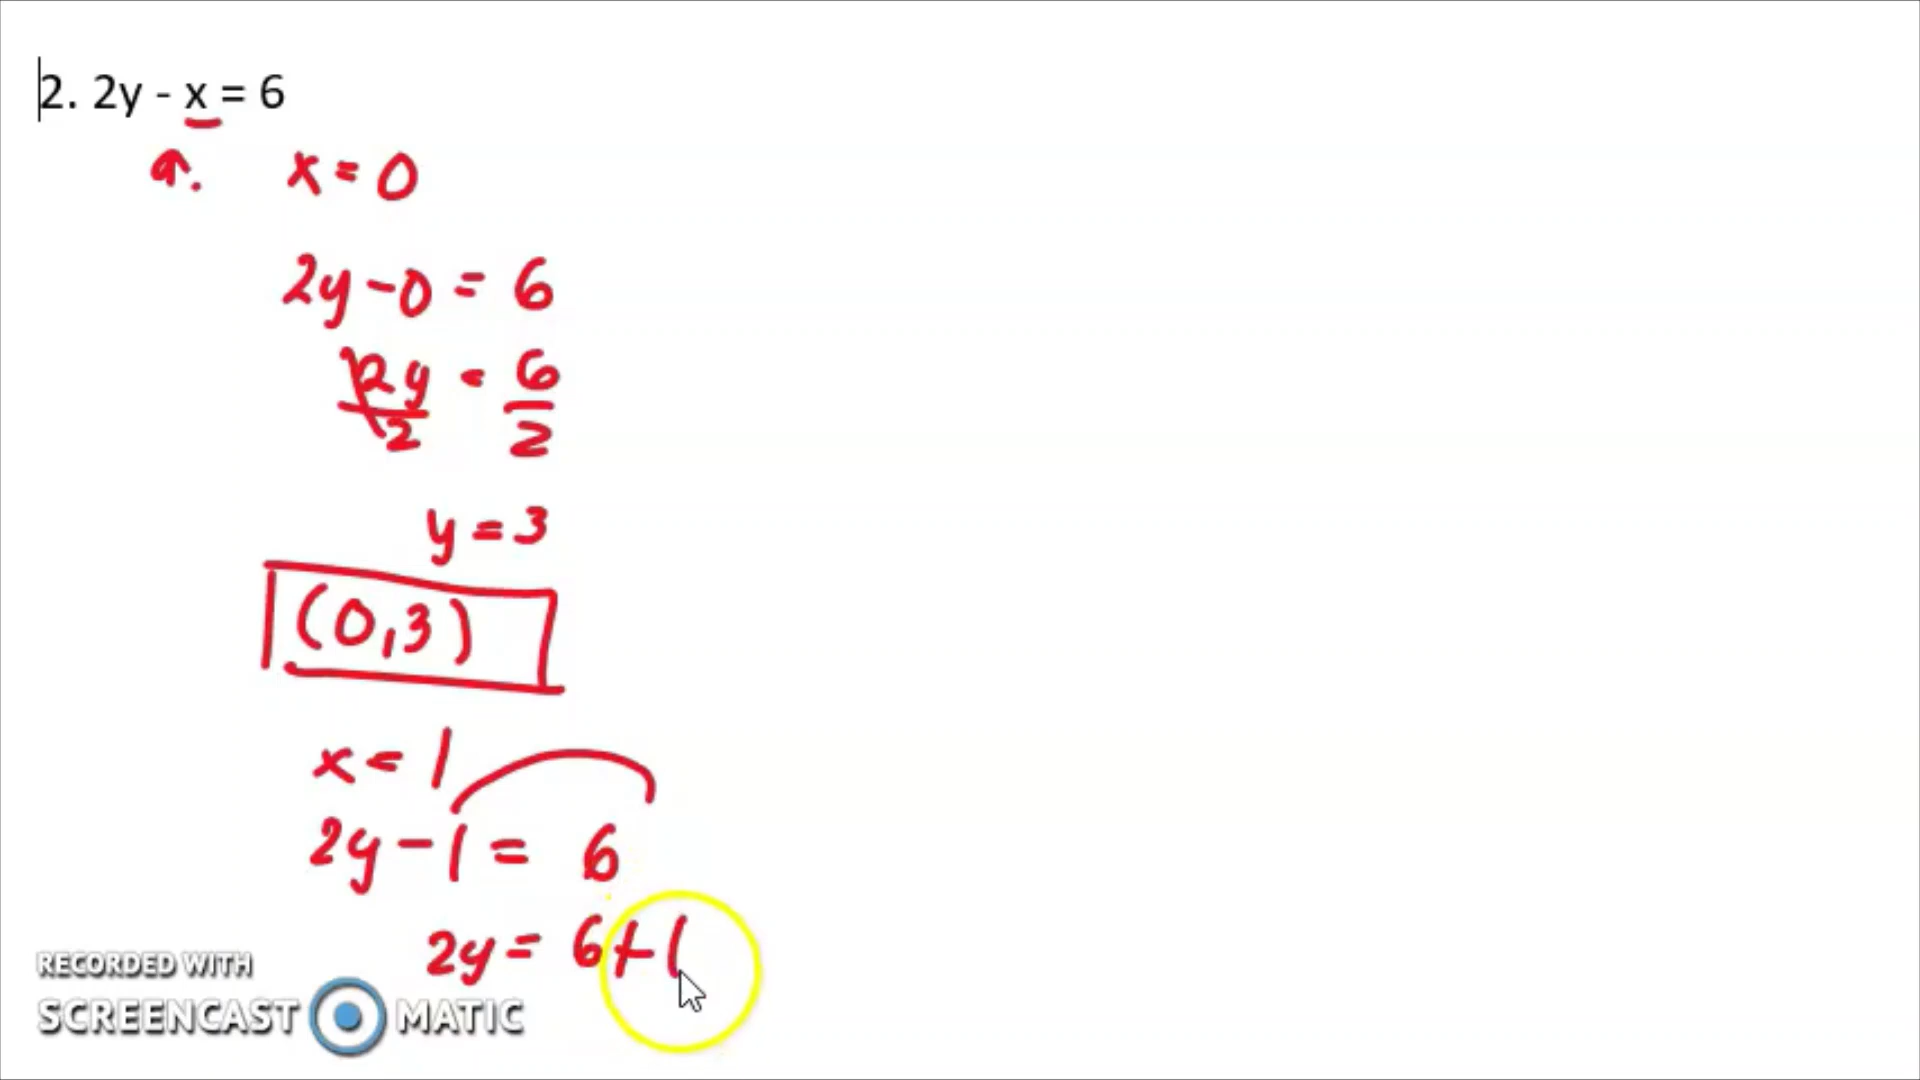 2. 2y - x = 6
a. x = 0
2y - 0 = 6
2y/2 = 6/2
y = 3
(0,3)
x = 1
2y - 1 = 6
2y = 6 + 1
RECORDED WITH
SCREENCAST MATIC